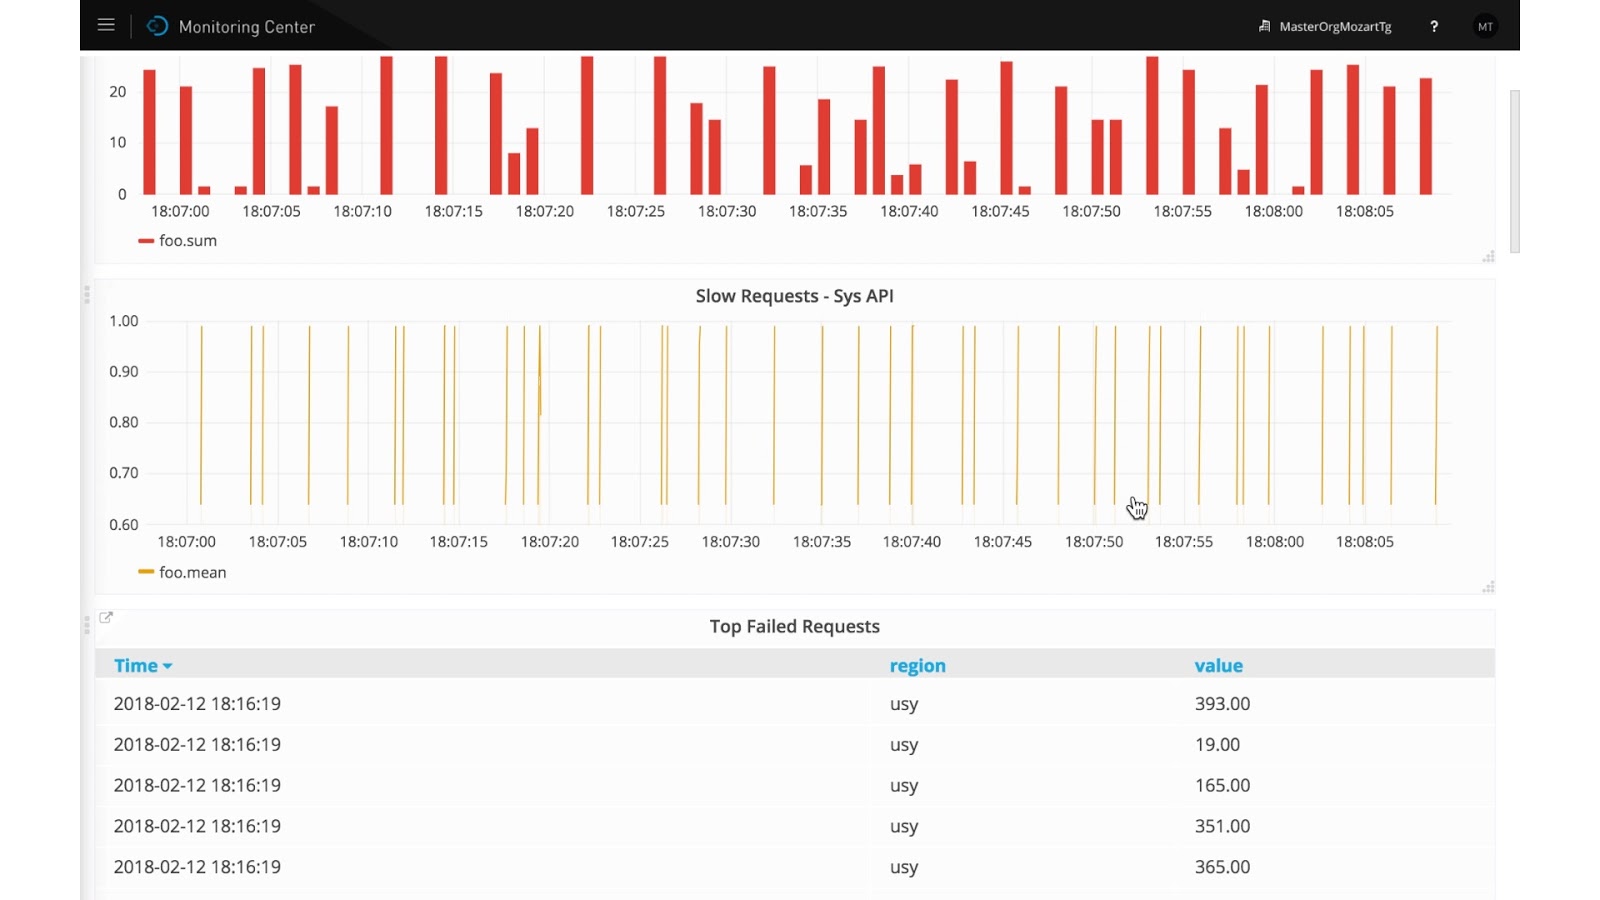 Monitoring Center
MasterOrgMozartTg ? MT
20
10
0
18:07:00 18:07:05 18:07:10 18:07:15 18:07:20 18:07:25 18:07:30 18:07:35 18:07:40 18:07:45 18:07:50 18:07:55 18:08:00 18:08:05
foo.sum
Slow Requests - Sys API
1.00
0.90
0.80
0.70
0.60
18:07:00 18:07:05 18:07:10 18:07:15 18:07:20 18:07:25 18:07:30 18:07:35 18:07:40 18:07:45 18:07:50 18:07:55 18:08:00 18:08:05
foo.mean
Top Failed Requests
Time region value
2018-02-12 18:16:19 usy 393.00
2018-02-12 18:16:19 usy 19.00
2018-02-12 18:16:19 usy 165.00
2018-02-12 18:16:19 usy 351.00
2018-02-12 18:16:19 usy 365.00